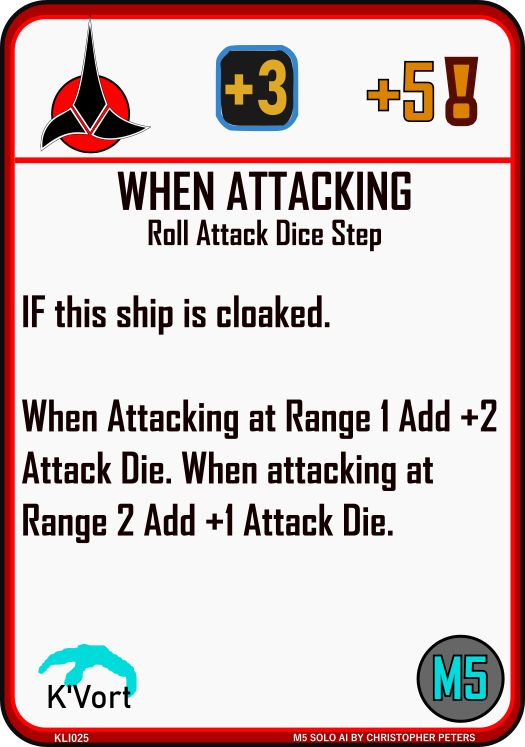 +3
+5!
WHEN ATTACKING
Roll Attack Dice Step
IF this ship is cloaked.
When Attacking at Range 1 Add +2
Attack Die. When attacking at
Range 2 Add +1 Attack Die.
K'Vort
M5
KLI025
M5 SOLO AI BY CHRISTOPHER PETERS